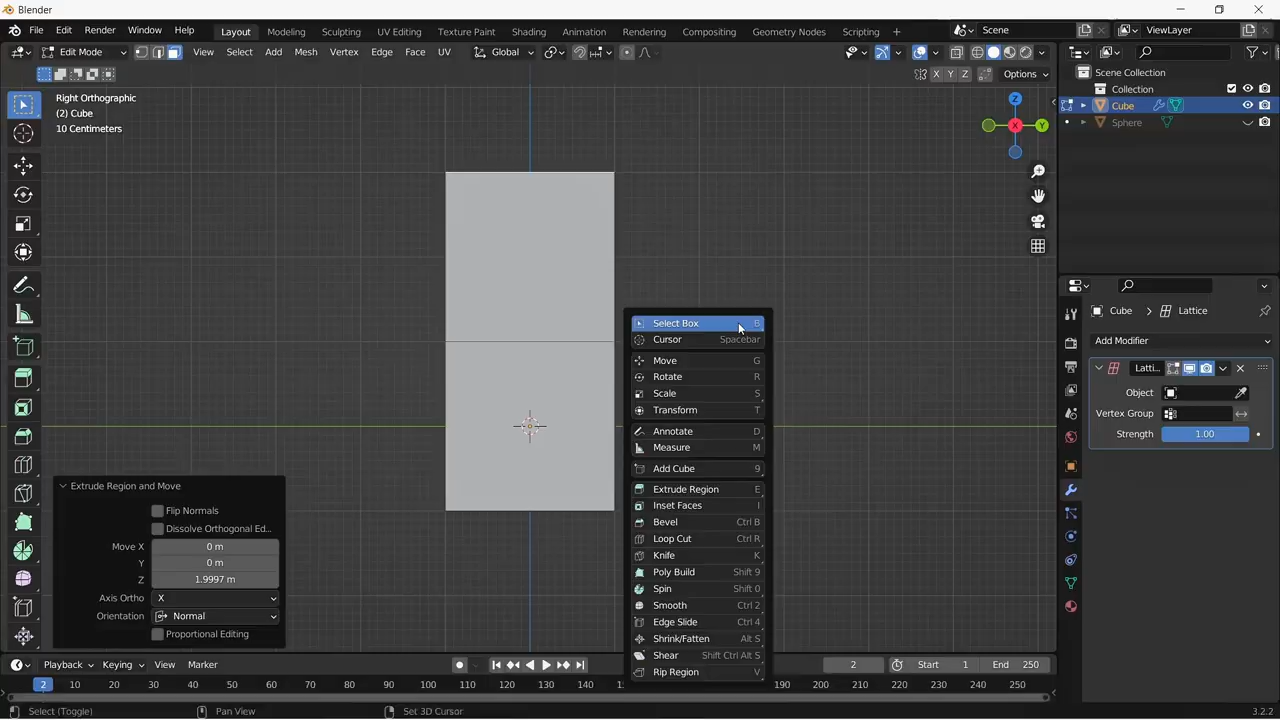 Blender
File Edit Render Window Help
Layout Modeling Sculpting UV Editing Texture Paint Shading Animation Rendering Compositing Geometry Nodes Scripting +
Scene
ViewLayer
Edit Mode
View Select Add Mesh Vertex Edge Face UV
Global
X Y Z
Options
Right Orthographic
(2) Cube
10 Centimeters
Z
X
Y
Select Box B
Cursor Spacebar
Move G
Rotate R
Scale S
Transform T
Annotate D
Measure M
Add Cube 9
Extrude Region E
Inset Faces I
Bevel Ctrl B
Loop Cut Ctrl R
Knife K
Poly Build Shift 9
Spin Shift 0
Smooth Ctrl 2
Edge Slide Ctrl 4
Shrink/Fatten Alt S
Shear Shift Ctrl Alt S
Rip Region V
Extrude Region and Move
Flip Normals
Dissolve Orthogonal Ed...
Move X 0 m
Y 0 m
Z 1.9997 m
Axis Ortho X
Orientation Normal
Proportional Editing
Scene Collection
Collection
Cube
Sphere
Cube > Lattice
Add Modifier
Latti...
Object
Vertex Group
Strength 1.00
Playback Keying View Marker
2
Start 1
End 250
2 10 20 30 40 50 60 70 80 90 100 110 120 130 140 200 210 220 230 240 250
Select (Toggle)
Pan View
Set 3D Cursor
3.2.2